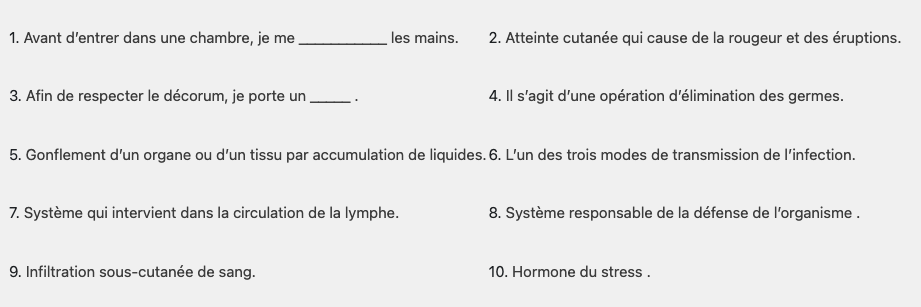 1. Avant d'entrer dans une chambre, je me ___________ les mains.
2. Atteinte cutanée qui cause de la rougeur et des éruptions.
3. Afin de respecter le décorum, je porte un _____ .
4. Il s'agit d'une opération d'élimination des germes.
5. Gonflement d'un organe ou d'un tissu par accumulation de liquides.
6. L'un des trois modes de transmission de l'infection.
7. Système qui intervient dans la circulation de la lymphe.
8. Système responsable de la défense de l'organisme .
9. Infiltration sous-cutanée de sang.
10. Hormone du stress .